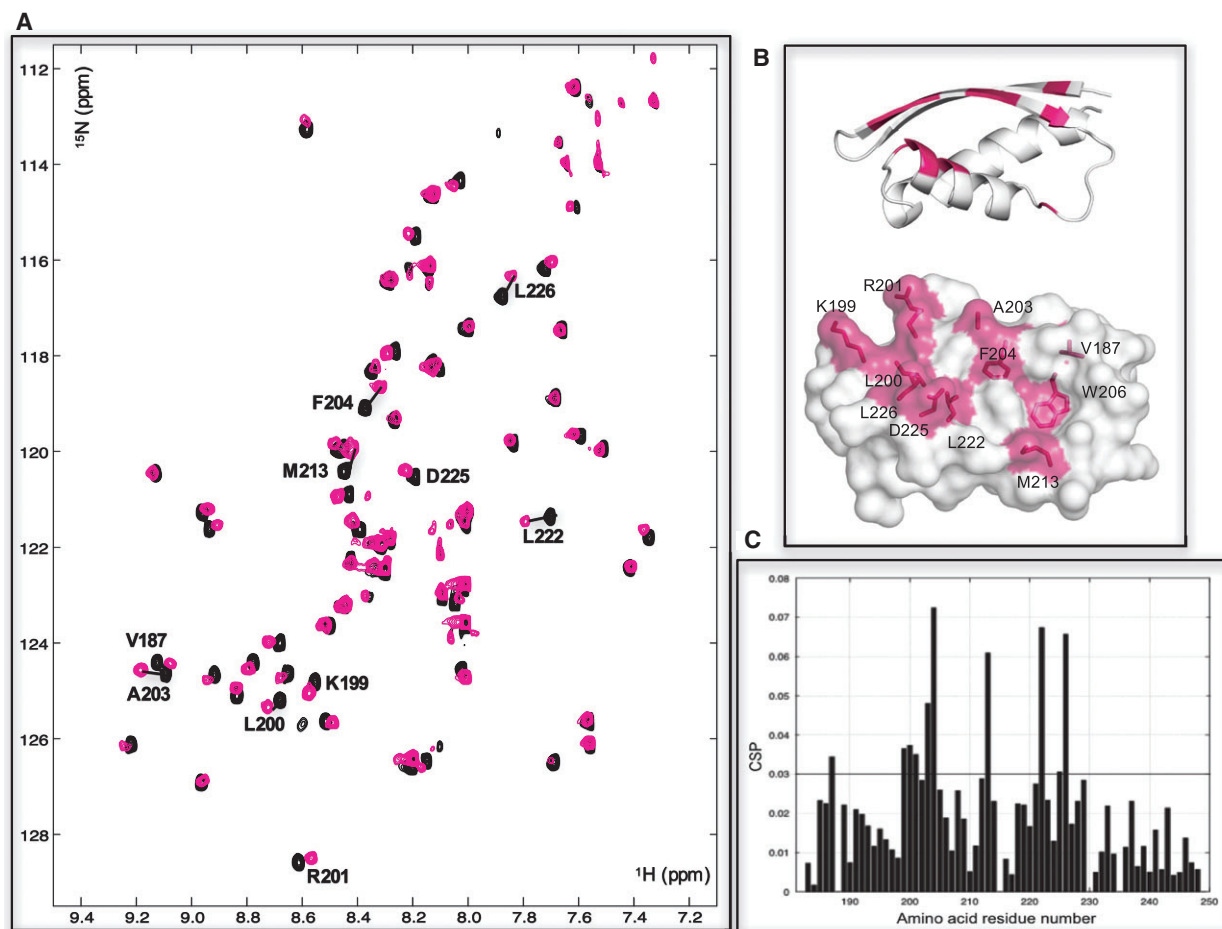 A
¹⁵N (ppm)
112
114
116
118
120
122
124
126
128
L226
F204
M213
D225
L222
V187
A203
K199
L200
R201
¹H (ppm)
9.4
9.2
9.0
8.8
8.6
8.4
8.2
8.0
7.8
7.6
7.4
7.2
B
R201
K199
A203
F204
V187
L200
W206
L226
D225
L222
M213
C
0.08
0.07
0.06
0.05
0.04
0.03
0.02
0.01
0
CSP
190
200
210
220
230
240
250
Amino acid residue number